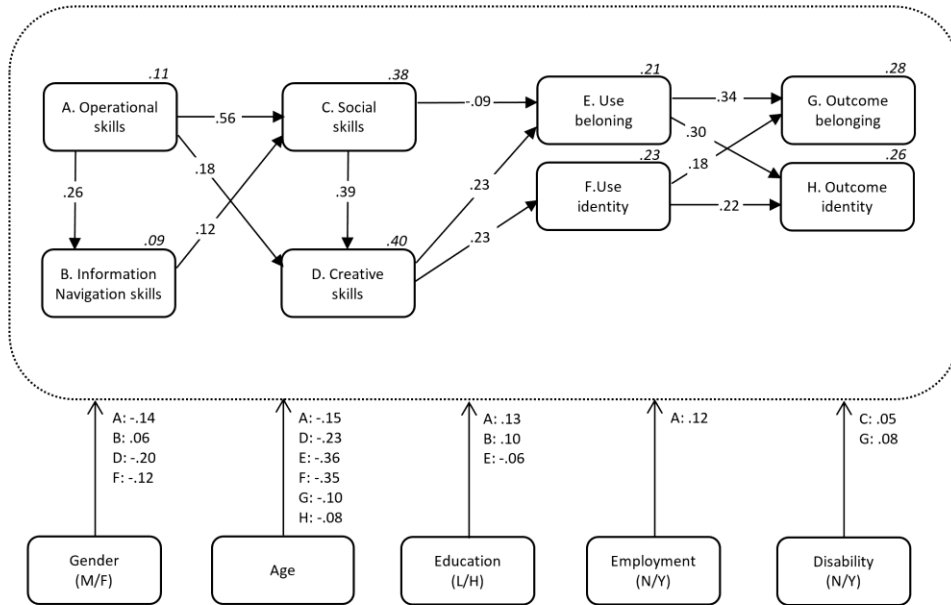 .11
.38
.21
.28
A. Operational
skills
.56
C. Social
skills
-.09
E. Use
beloning
.34
G. Outcome
belonging
.30
.18
.23
.18
.26
.26
.12
.39
.23
F.Use
identity
.22
H. Outcome
identity
.09
.40
.23
B. Information
Navigation skills
D. Creative
skills
A: -.14
B: .06
D: -.20
F: -.12
A: -.15
D: -.23
E: -.36
F: -.35
G: -.10
H: -.08
A: .13
B: .10
E: -.06
A: .12
C: .05
G: .08
Gender
(M/F)
Age
Education
(L/H)
Employment
(N/Y)
Disability
(N/Y)